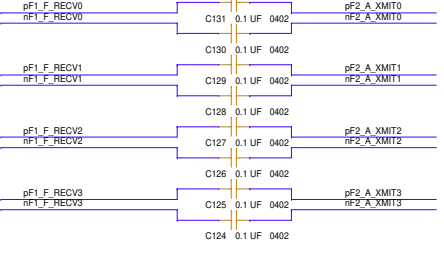 pF1_F_RECV0 pF2_A_XMIT0
nF1_F_RECV0 C131 0.1 UF 0402 nF2_A_XMIT0
C130 0.1 UF 0402
pF1_F_RECV1 pF2_A_XMIT1
nF1_F_RECV1 C129 0.1 UF 0402 nF2_A_XMIT1
C128 0.1 UF 0402
pF1_F_RECV2 pF2_A_XMIT2
nF1_F_RECV2 C127 0.1 UF 0402 nF2_A_XMIT2
C126 0.1 UF 0402
pF1_F_RECV3 pF2_A_XMIT3
nF1_F_RECV3 C125 0.1 UF 0402 nF2_A_XMIT3
C124 0.1 UF 0402